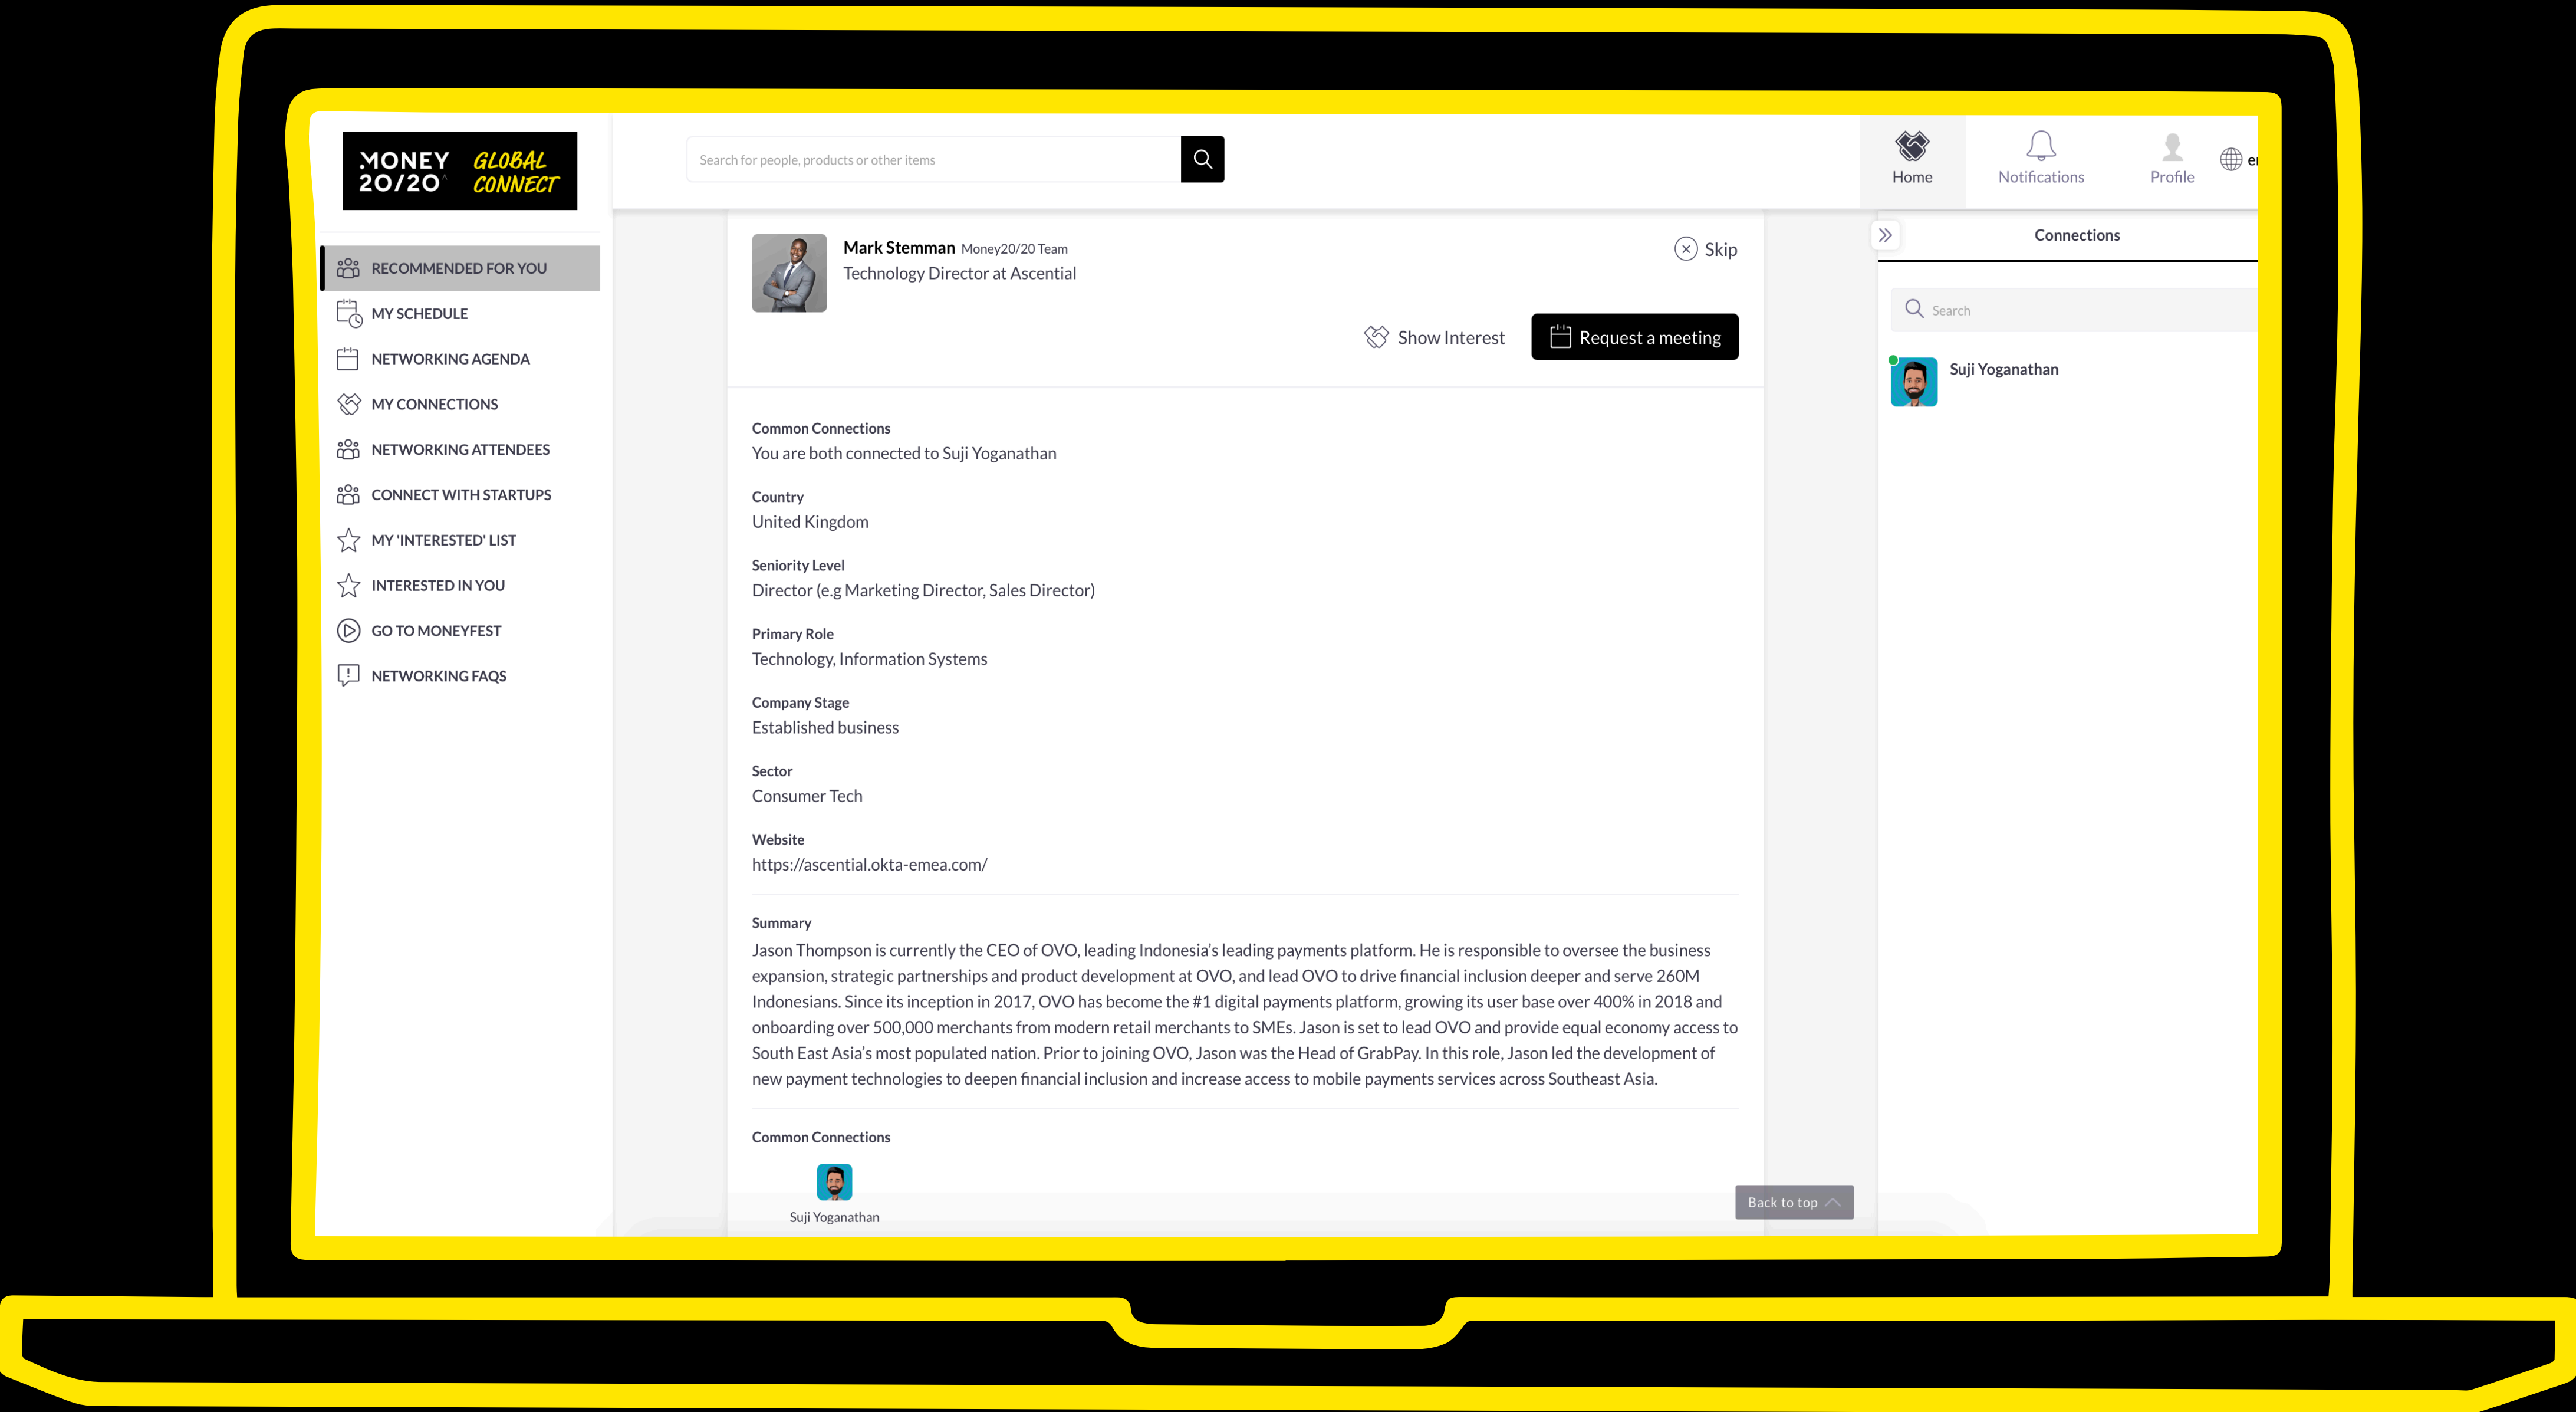 MONEY
20/20
GLOBAL
CONNECT
Search for people, products or other items
Home
Notifications
Profile
RECOMMENDED FOR YOU
MY SCHEDULE
NETWORKING AGENDA
MY CONNECTIONS
NETWORKING ATTENDEES
CONNECT WITH STARTUPS
MY 'INTERESTED' LIST
INTERESTED IN YOU
GO TO MONEYFEST
NETWORKING FAQS
Mark Stemman Money20/20 Team
Technology Director at Ascential
Skip
Show Interest
Request a meeting
Common Connections
You are both connected to Suji Yoganathan
Country
United Kingdom
Seniority Level
Director (e.g Marketing Director, Sales Director)
Primary Role
Technology, Information Systems
Company Stage
Established business
Sector
Consumer Tech
Website
https://ascential.okta-emea.com/
Summary
Jason Thompson is currently the CEO of OVO, leading Indonesia’s leading payments platform. He is responsible to oversee the business
expansion, strategic partnerships and product development at OVO, and lead OVO to drive financial inclusion deeper and serve 260M
Indonesians. Since its inception in 2017, OVO has become the #1 digital payments platform, growing its user base over 400% in 2018 and
onboarding over 500,000 merchants from modern retail merchants to SMEs. Jason is set to lead OVO and provide equal economy access to
South East Asia’s most populated nation. Prior to joining OVO, Jason was the Head of GrabPay. In this role, Jason led the development of
new payment technologies to deepen financial inclusion and increase access to mobile payments services across Southeast Asia.
Common Connections
Suji Yoganathan
Back to top
Connections
Search
Suji Yoganathan